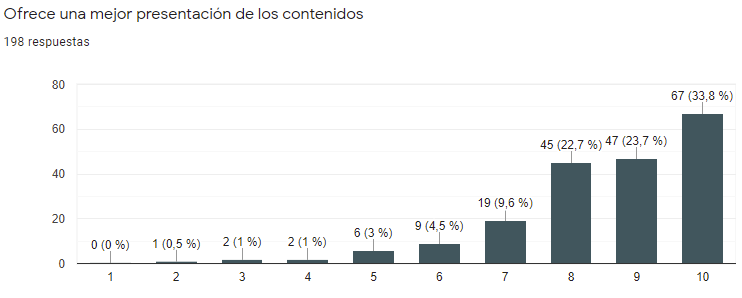 Ofrece una mejor presentación de los contenidos
198 respuestas
80
60
40
20
0
0 (0 %)
1 (0,5 %)
2 (1 %)
2 (1 %)
6 (3 %)
9 (4,5 %)
19 (9,6 %)
45 (22,7 %)
47 (23,7 %)
67 (33,8 %)
1 2 3 4 5 6 7 8 9 10